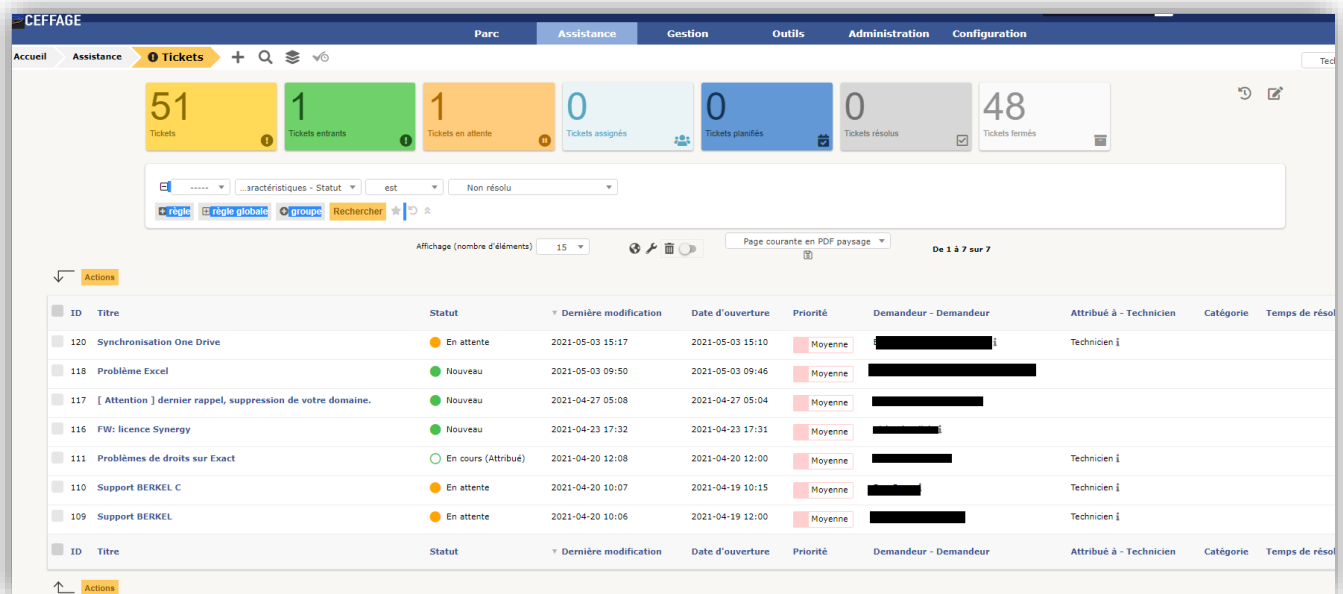 CEFFAGE
Parc Assistance Gestion Outils Administration Configuration
Accueil Assistance Tickets
51 1 1 0 0 0 48
Tickets Tickets entrants Tickets en attente Tickets assignés Tickets planifiés Tickets résolus Tickets fermés
----- ...aractéristiques - Statut est Non résolu
règle règle globale groupe Rechercher
Affichage (nombre d'éléments) 15 Page courante en PDF paysage De 1 à 7 sur 7
Actions
ID Titre Statut Dernière modification Date d'ouverture Priorité Demandeur - Demandeur Attribué à - Technicien Catégorie Temps de résol
120 Synchronisation One Drive En attente 2021-05-03 15:17 2021-05-03 15:10 Moyenne Technicien
118 Problème Excel Nouveau 2021-05-03 09:50 2021-05-03 09:46 Moyenne
117 [ Attention ] dernier rappel, suppression de votre domaine. Nouveau 2021-04-27 05:08 2021-04-27 05:04 Moyenne
116 FW: licence Synergy Nouveau 2021-04-23 17:32 2021-04-23 17:31 Moyenne
111 Problèmes de droits sur Exact En cours (Attribué) 2021-04-20 12:08 2021-04-20 12:00 Moyenne Technicien
110 Support BERKEL C En attente 2021-04-20 10:07 2021-04-19 10:15 Moyenne Technicien
109 Support BERKEL En attente 2021-04-20 10:06 2021-04-19 12:00 Moyenne Technicien
ID Titre Statut Dernière modification Date d'ouverture Priorité Demandeur - Demandeur Attribué à - Technicien Catégorie Temps de résol
Actions